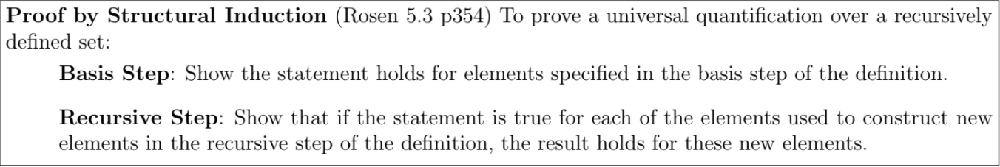 Proof by Structural Induction (Rosen 5.3 p354) To prove a universal quantification over a recursively
defined set:
Basis Step: Show the statement holds for elements specified in the basis step of the definition.
Recursive Step: Show that if the statement is true for each of the elements used to construct new
elements in the recursive step of the definition, the result holds for these new elements.